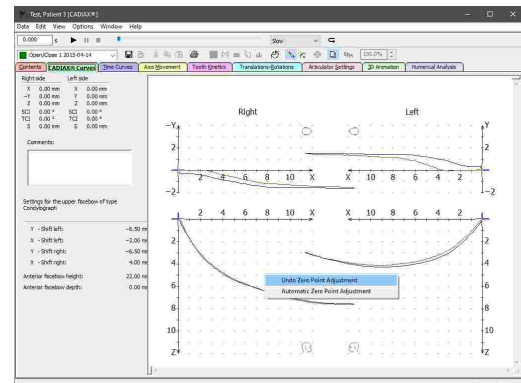 Test, Patient 3 [CADIAX®]
Data Edit View Options Window Help
0.000 s Slow
Open/Close 1 2015-04-14 100.0%
Contents CADIAX® Curves Time Curves Axis Movement Tooth Kinetics Translations-Rotations Articulator Settings 3D Animation Numerical Analysis
Right side Left side
X 0.00 mm X 0.00 mm
-Y 0.00 mm Y 0.00 mm
Z 0.00 mm Z 0.00 mm
SCI 0.00 ° SCI 0.00 °
TCI 0.00 ° TCI 0.00 °
S 0.00 mm S 0.00 mm
Comments:
Settings for the upper facebow of type
Condylograph
Y - Shift left: -6.50 mm
X - Shift left: -2.00 mm
Y - Shift right: -6.50 mm
X - Shift right: 4.00 mm
Anterior facebow height: 22.00 mm
Anterior facebow depth: 0.00 mm
Right Left
-Y Y
2 2
2 4 6 8 10 X X 10 8 6 4 2
-2 -2
2 4 6 8 10 X X 10 8 6 4 2
2 2
4 4
6 6
8 8
10 10
Z Z
Undo Zero Point Adjustment
Automatic Zero Point Adjustment